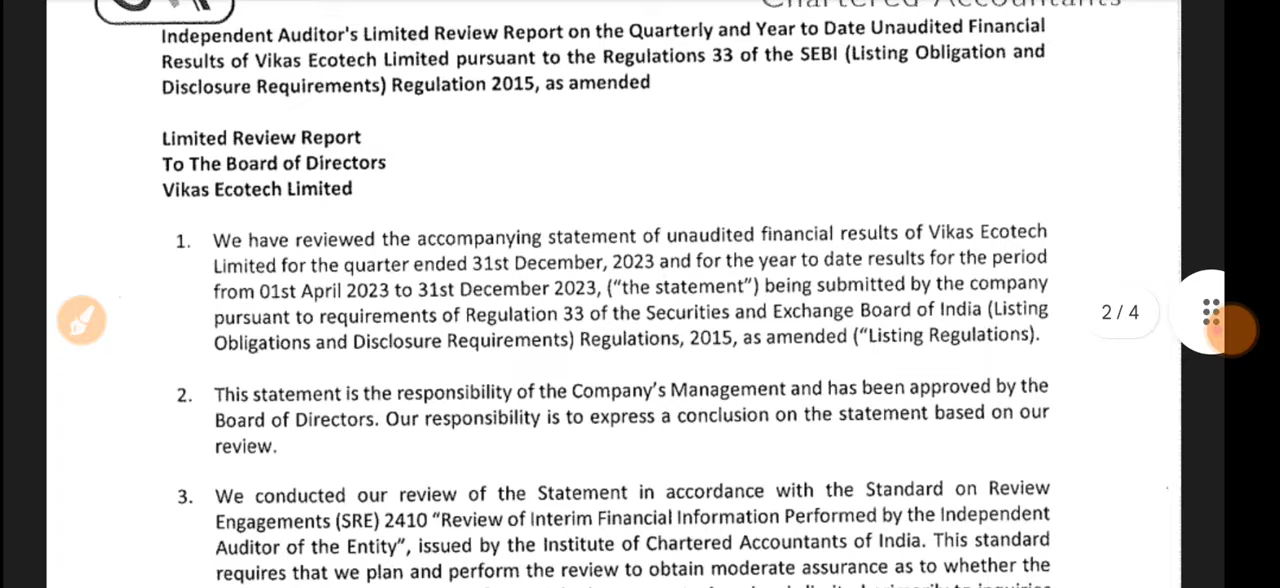 Chartered Accountants
Independent Auditor's Limited Review Report on the Quarterly and Year to Date Unaudited Financial
Results of Vikas Ecotech Limited pursuant to the Regulations 33 of the SEBI (Listing Obligation and
Disclosure Requirements) Regulation 2015, as amended
Limited Review Report
To The Board of Directors
Vikas Ecotech Limited
1. We have reviewed the accompanying statement of unaudited financial results of Vikas Ecotech
Limited for the quarter ended 31st December, 2023 and for the year to date results for the period
from 01st April 2023 to 31st December 2023, (“the statement”) being submitted by the company
pursuant to requirements of Regulation 33 of the Securities and Exchange Board of India (Listing
Obligations and Disclosure Requirements) Regulations, 2015, as amended (“Listing Regulations).
2 / 4
2. This statement is the responsibility of the Company’s Management and has been approved by the
Board of Directors. Our responsibility is to express a conclusion on the statement based on our
review.
3. We conducted our review of the Statement in accordance with the Standard on Review
Engagements (SRE) 2410 “Review of Interim Financial Information Performed by the Independent
Auditor of the Entity”, issued by the Institute of Chartered Accountants of India. This standard
requires that we plan and perform the review to obtain moderate assurance as to whether the